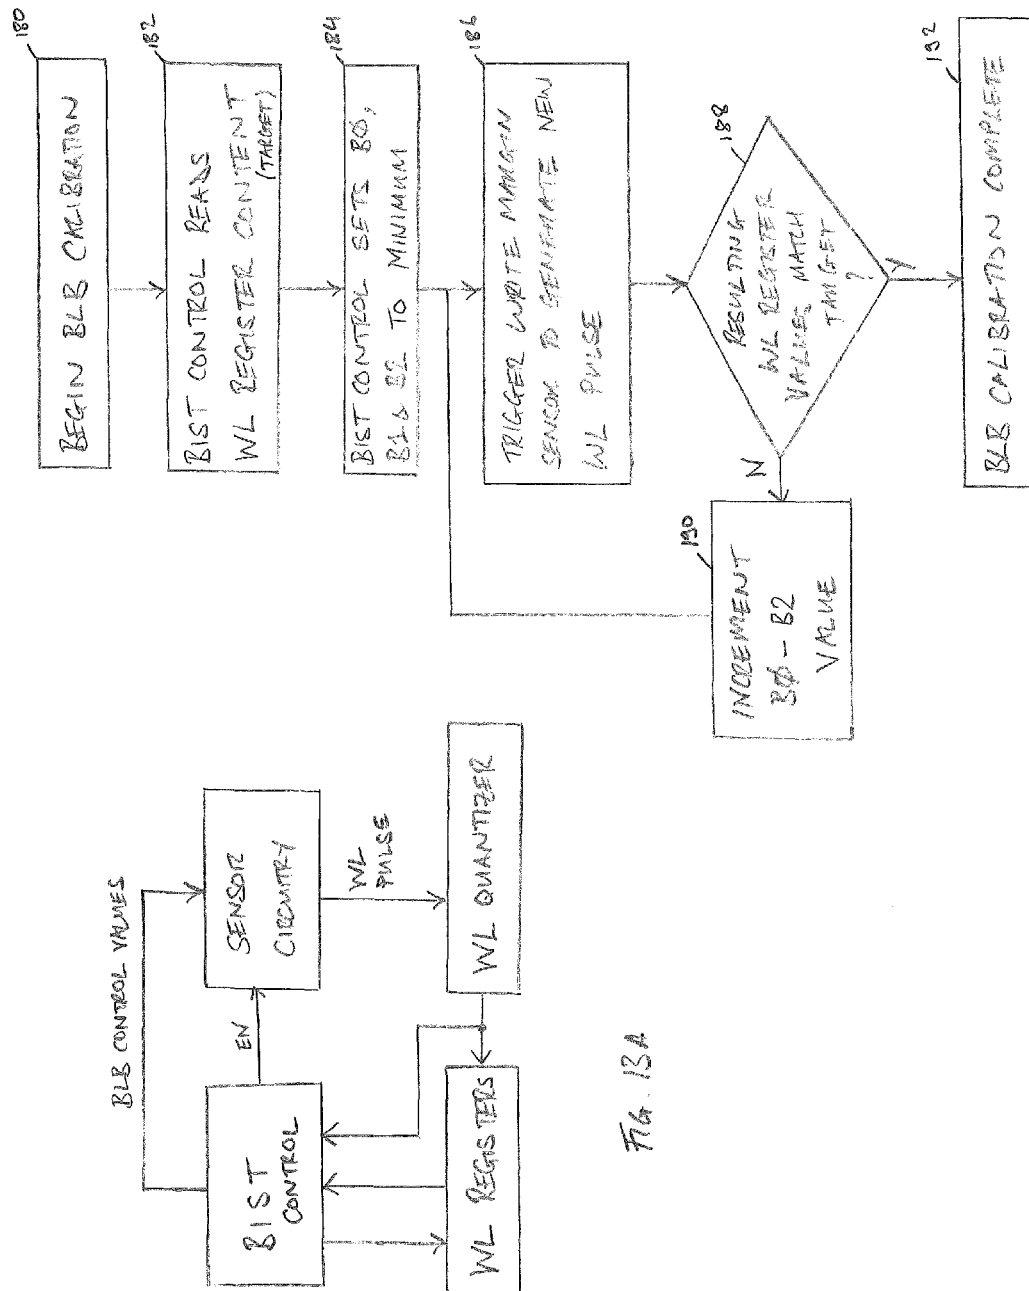 BLB CONTROL VALUES
BIST
CONTROL
EN
SENSOR
CIRCUITRY
WL
PULSE
WL REGISTERS
WL QUANTIZER
FIG. 13A
180
BEGIN BLB CALIBRATION
182
BIST CONTROL READS
WL REGISTER CONTENT
(TARGET)
184
BIST CONTROL SETS BØ,
B1 & B2 TO MINIMUM
186
TRIGGER WRITE MARGIN
SENSOR TO GENERATE NEW
WL PULSE
188
RESULTING
WL REGISTER
VALUES MATCH
TARGET
?
N
Y
190
INCREMENT
BØ - B2
VALUE
192
BLB CALIBRATION COMPLETE